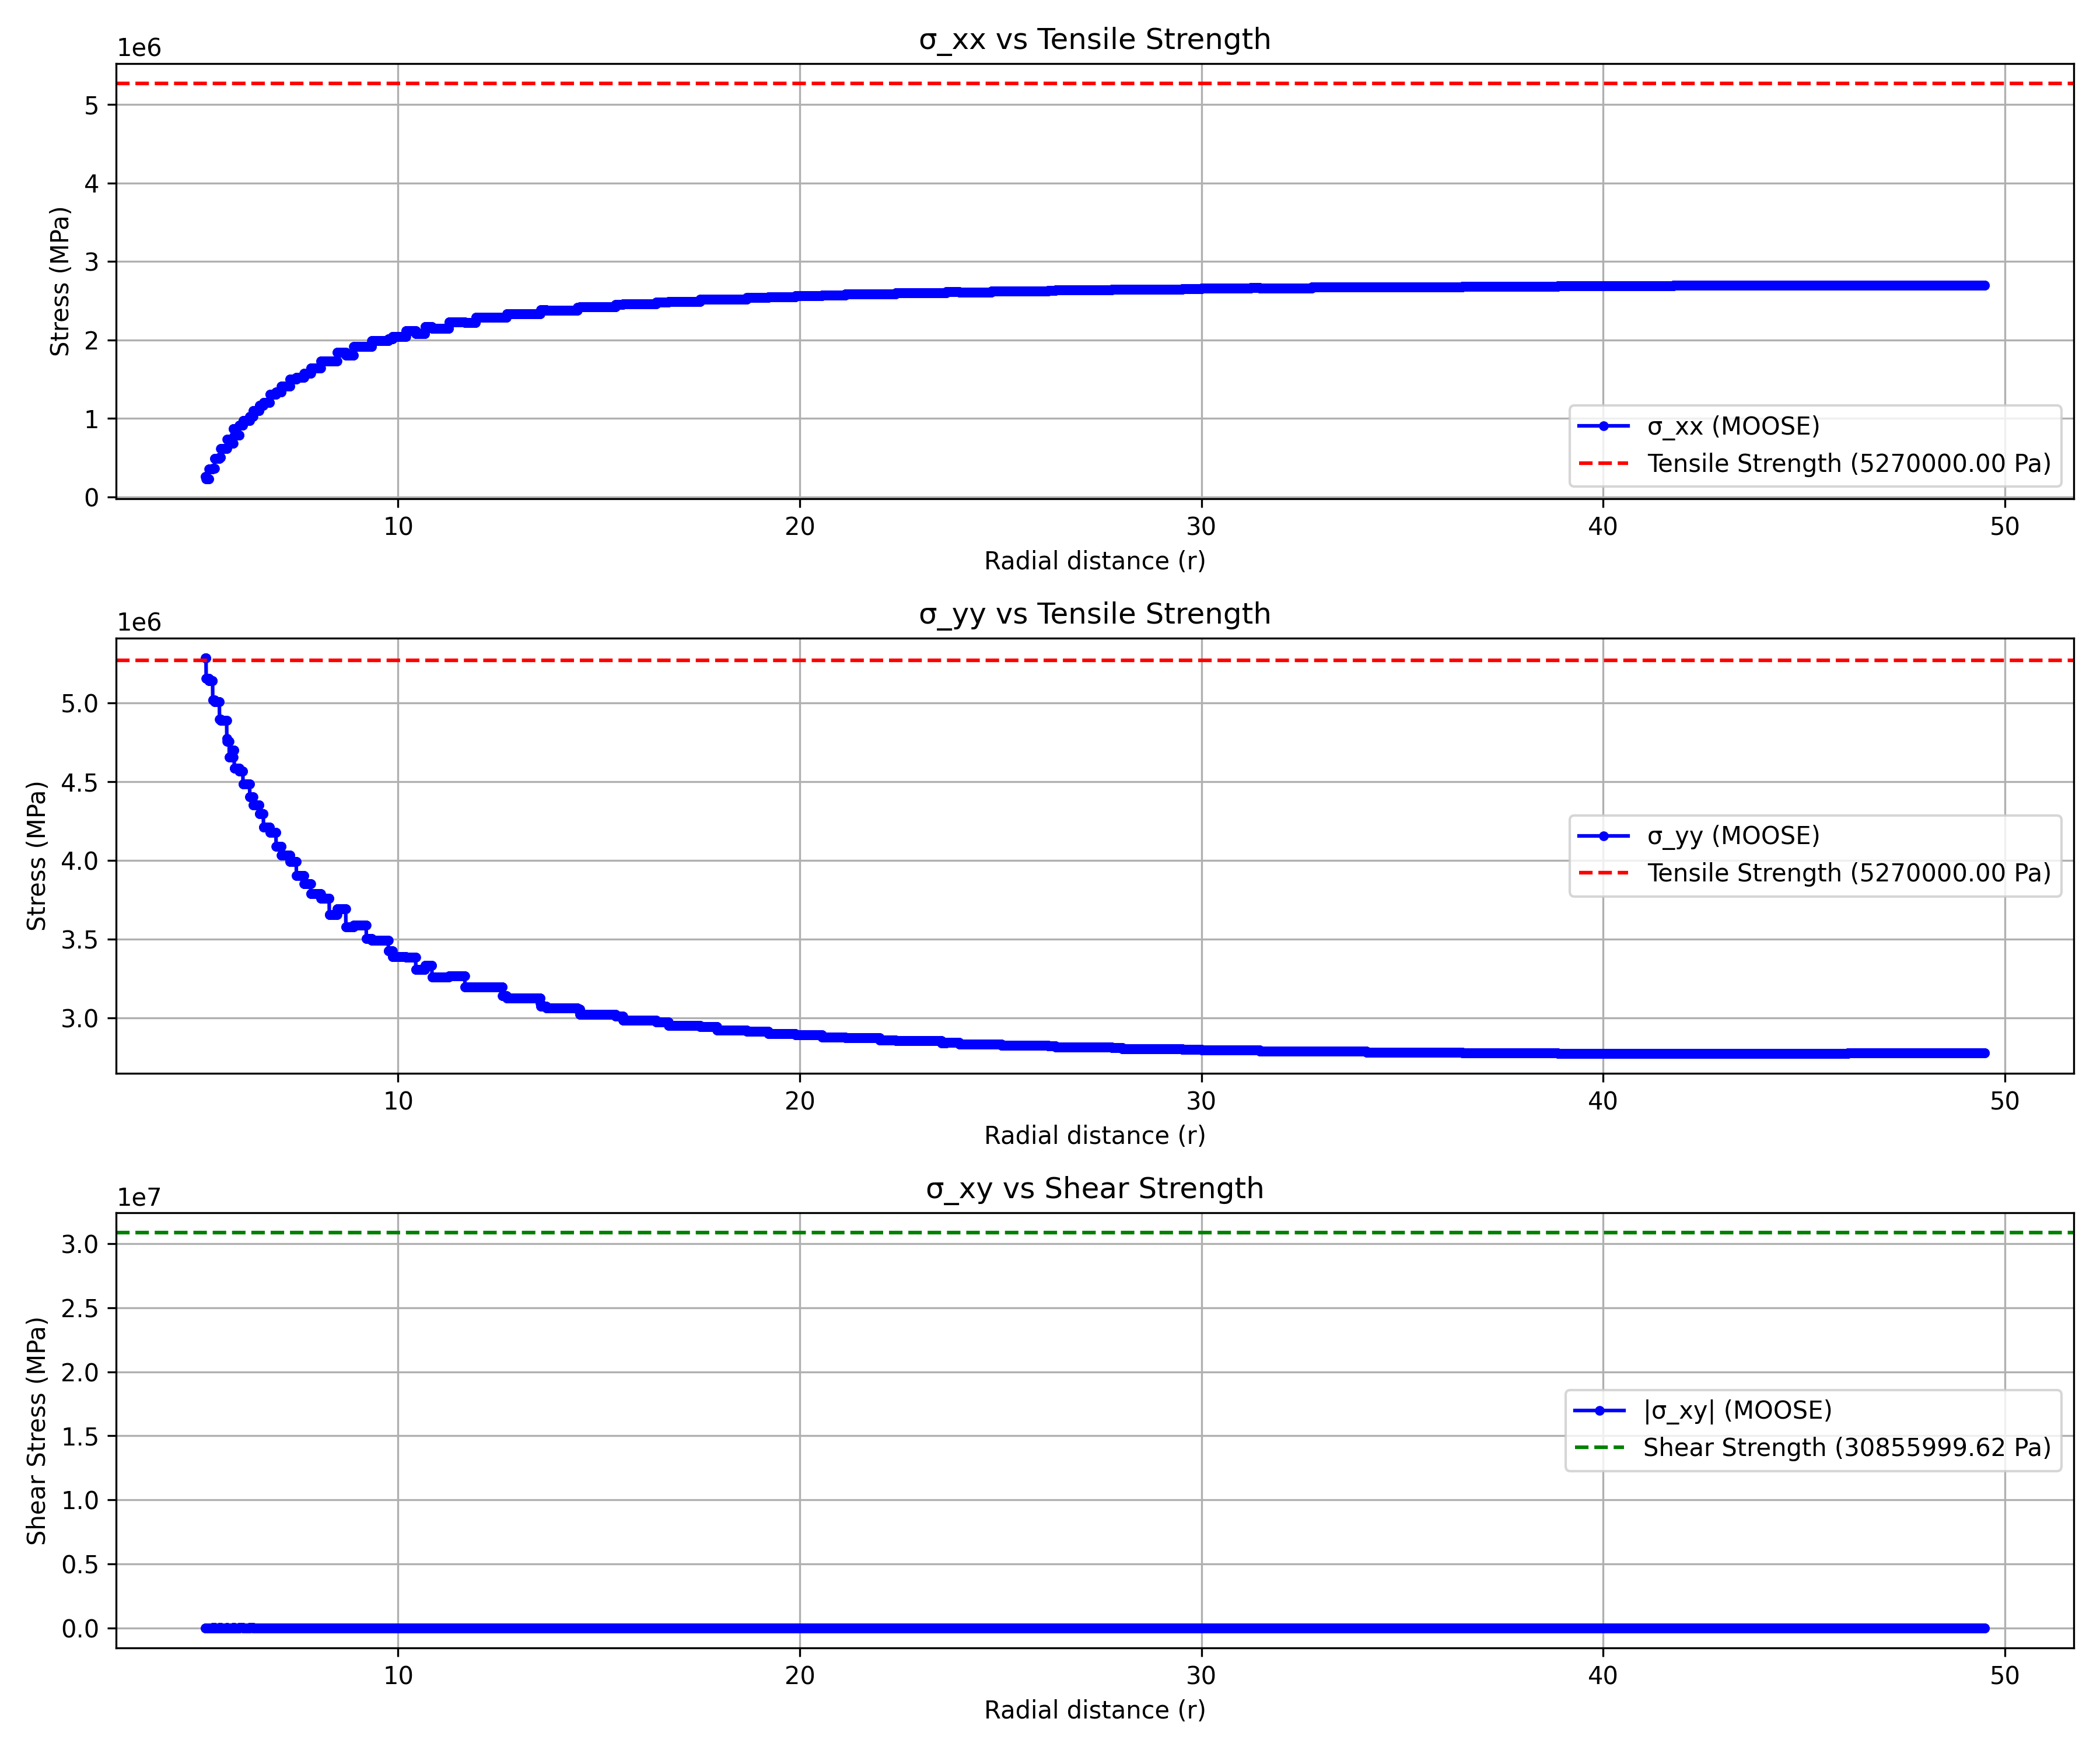 σ_xx vs Tensile Strength
1e6
5
4
3
2
1
0
Stress (MPa)
σ_xx (MOOSE)
Tensile Strength (5270000.00 Pa)
10 20 30 40 50
Radial distance (r)
σ_yy vs Tensile Strength
1e6
5.0
4.5
4.0
3.5
3.0
Stress (MPa)
σ_yy (MOOSE)
Tensile Strength (5270000.00 Pa)
10 20 30 40 50
Radial distance (r)
σ_xy vs Shear Strength
1e7
3.0
2.5
2.0
1.5
1.0
0.5
0.0
Shear Stress (MPa)
|σ_xy| (MOOSE)
Shear Strength (30855999.62 Pa)
10 20 30 40 50
Radial distance (r)